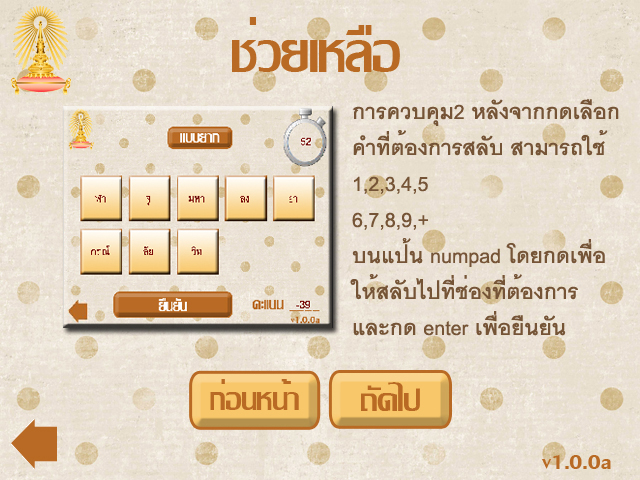 ช่วยเหลือ
การควบคุม2 หลังจากกดเลือก
คำที่ต้องการสลับ สามารถใช้
1,2,3,4,5
6,7,8,9,+
บนแป้น numpad โดยกดเพื่อ
ให้สลับไปที่ช่องที่ต้องการ
และกด enter เพื่อยืนยัน
แบบยาก
52
ฬา จุ มหา ลง ยา
กรณ์ ลัย วิท
ยืนยัน
คะแนน -39
v1.0.0a
ก่อนหน้า ถัดไป
v1.0.0a